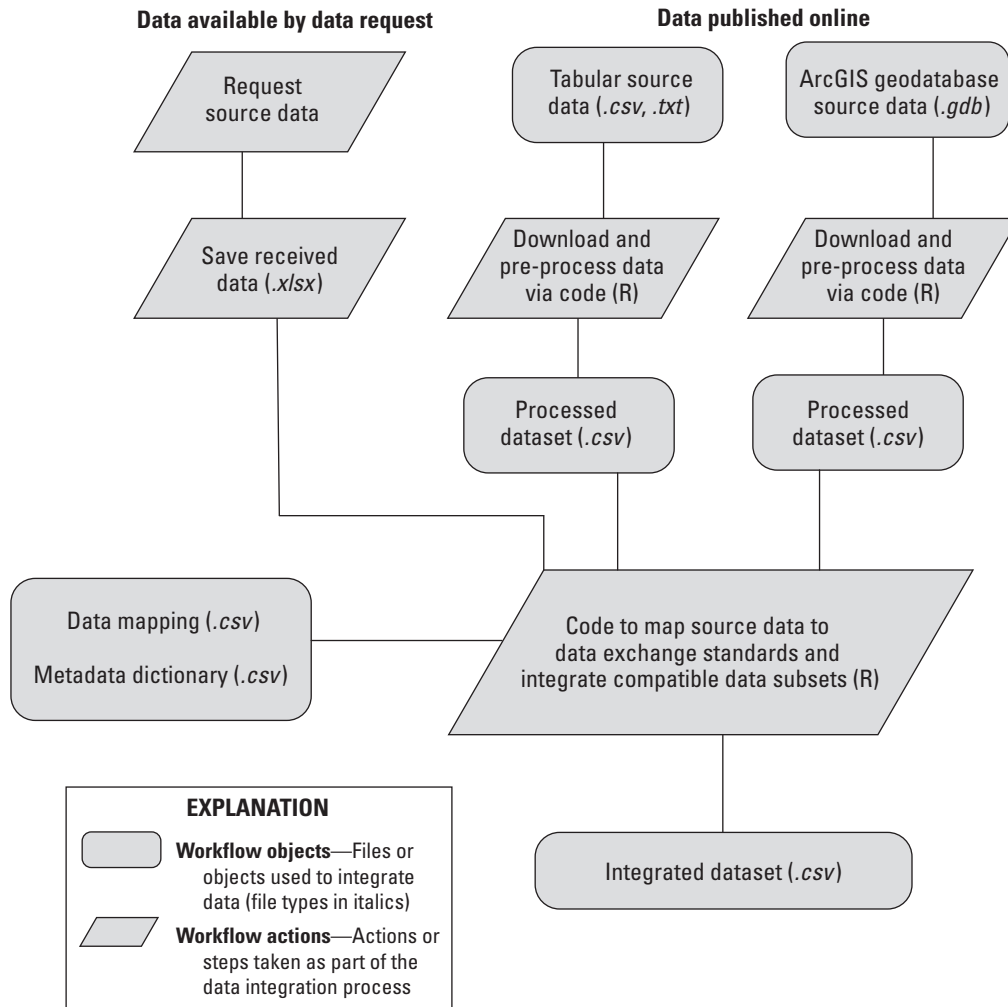 Data available by data request
Data published online
Request
source data
Tabular source
data (.csv, .txt)
ArcGIS geodatabase
source data (.gdb)
Save received
data (.xlsx)
Download and
pre-process data
via code (R)
Download and
pre-process data
via code (R)
Processed
dataset (.csv)
Processed
dataset (.csv)
Data mapping (.csv)
Metadata dictionary (.csv)
Code to map source data to
data exchange standards and
integrate compatible data subsets (R)
Integrated dataset (.csv)
EXPLANATION
Workflow objects—Files or
objects used to integrate
data (file types in italics)
Workflow actions—Actions or
steps taken as part of the
data integration process